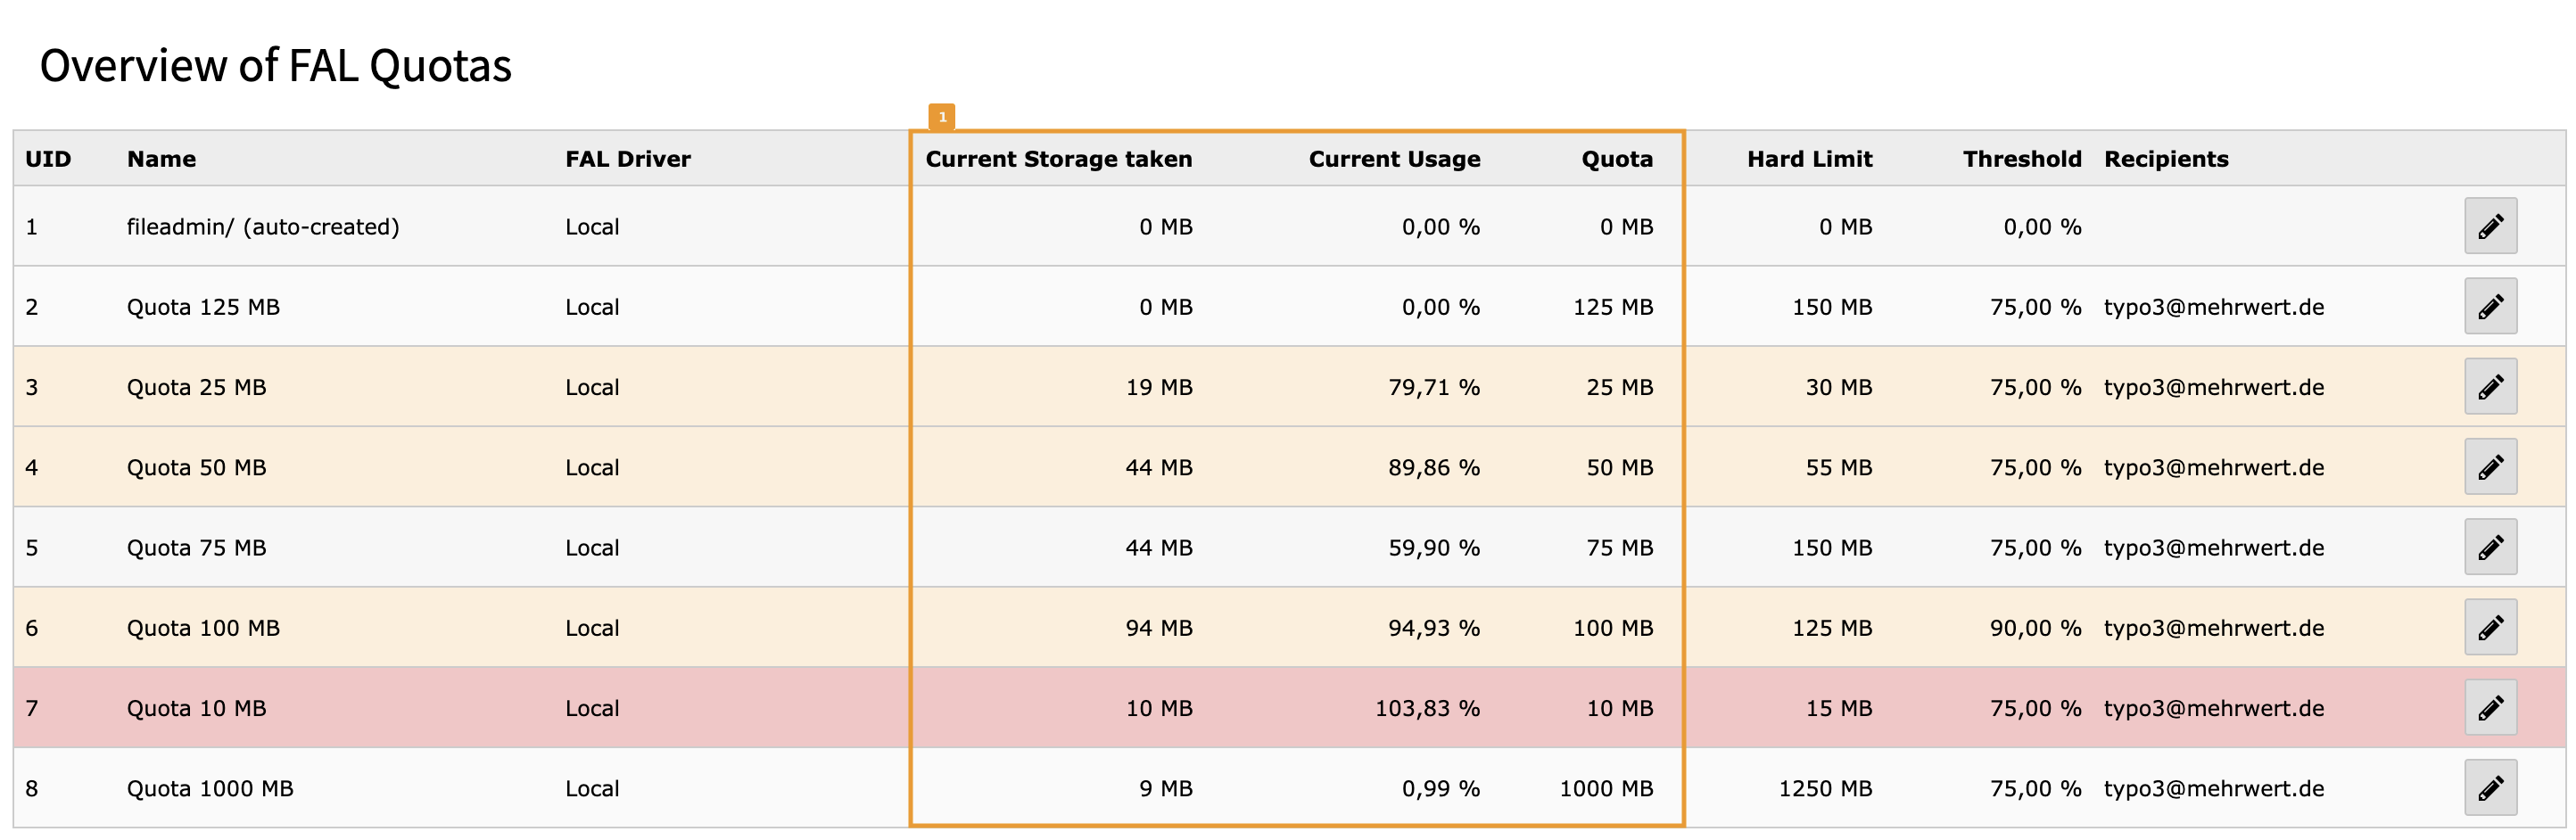 Overview of FAL Quotas
1
UID Name FAL Driver Current Storage taken Current Usage Quota Hard Limit Threshold Recipients
1 fileadmin/ (auto-created) Local 0 MB 0,00 % 0 MB 0 MB 0,00 %
2 Quota 125 MB Local 0 MB 0,00 % 125 MB 150 MB 75,00 % typo3@mehrwert.de
3 Quota 25 MB Local 19 MB 79,71 % 25 MB 30 MB 75,00 % typo3@mehrwert.de
4 Quota 50 MB Local 44 MB 89,86 % 50 MB 55 MB 75,00 % typo3@mehrwert.de
5 Quota 75 MB Local 44 MB 59,90 % 75 MB 150 MB 75,00 % typo3@mehrwert.de
6 Quota 100 MB Local 94 MB 94,93 % 100 MB 125 MB 90,00 % typo3@mehrwert.de
7 Quota 10 MB Local 10 MB 103,83 % 10 MB 15 MB 75,00 % typo3@mehrwert.de
8 Quota 1000 MB Local 9 MB 0,99 % 1000 MB 1250 MB 75,00 % typo3@mehrwert.de